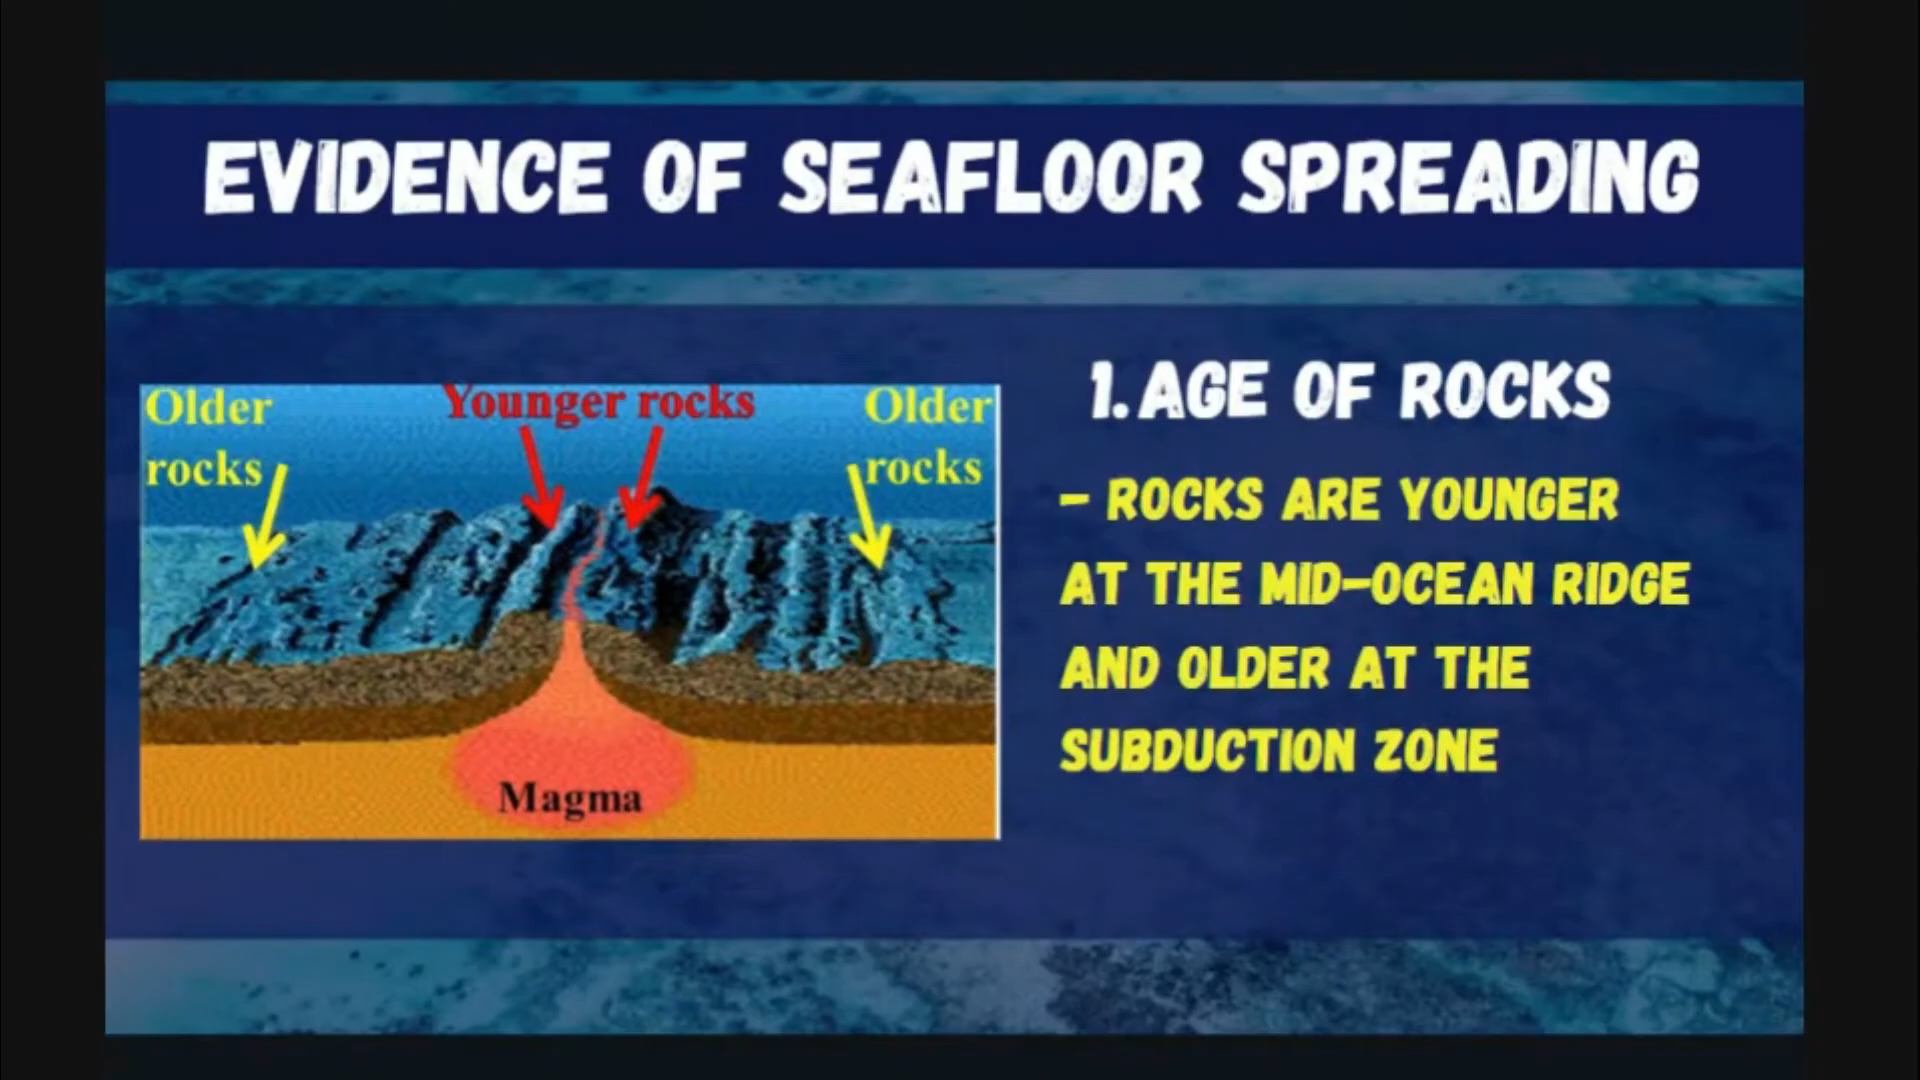 EVIDENCE OF SEAFLOOR SPREADING
Older
rocks
Younger rocks
Older
rocks
Magma
1. AGE OF ROCKS
- ROCKS ARE YOUNGER
AT THE MID-OCEAN RIDGE
AND OLDER AT THE
SUBDUCTION ZONE